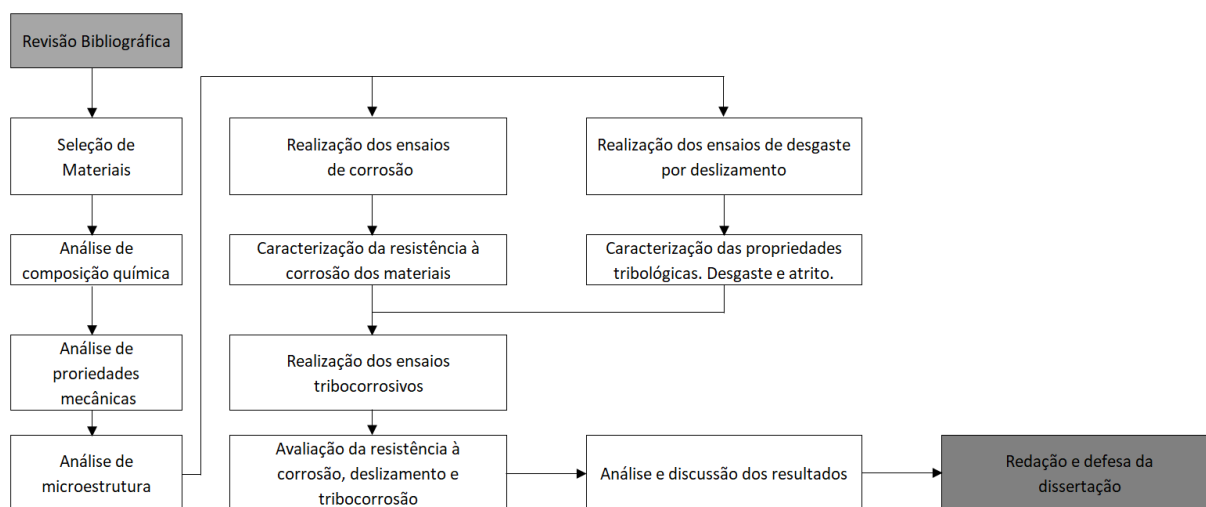 Revisão Bibliográfica
Seleção de
Materiais
Análise de
composição química
Análise de
proriedades
mecânicas
Análise de
microestrutura
Realização dos ensaios
de corrosão
Caracterização da resistência à
corrosão dos materiais
Realização dos ensaios de desgaste
por deslizamento
Caracterização das propriedades
tribológicas. Desgaste e atrito.
Realização dos ensaios
tribocorrosivos
Avaliação da resistência à
corrosão, deslizamento e
tribocorrosão
Análise e discussão dos resultados
Redação e defesa da
dissertação